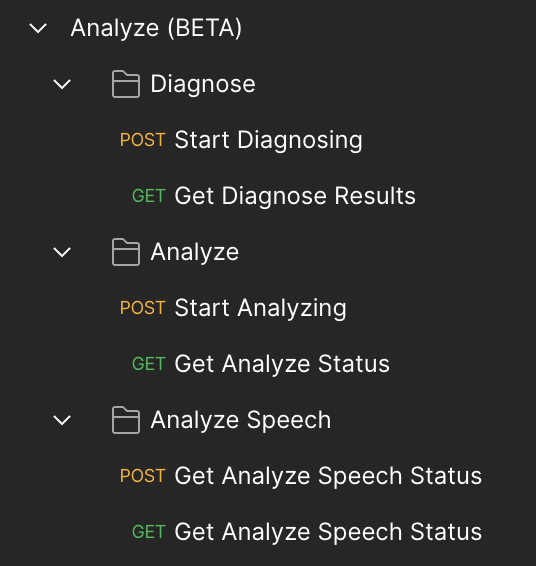 Analyze (BETA)
Diagnose
POST Start Diagnosing
GET Get Diagnose Results
Analyze
POST Start Analyzing
GET Get Analyze Status
Analyze Speech
POST Get Analyze Speech Status
GET Get Analyze Speech Status